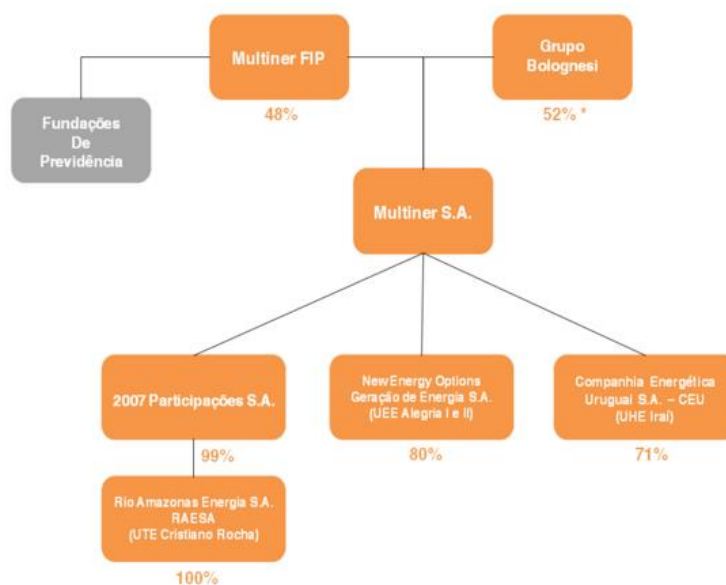 Multiner FIP
48%
Grupo
Bolognesi
52% *
Fundações
De
Previdência
Multiner S.A.
2007 Participações S.A.
99%
New Energy Options
Geração de Energia S.A.
(UEE Alegria I e II)
80%
Companhia Energética
Uruguai S.A. – CEU
(UHE Iraí)
71%
Rio Amazonas Energia S.A.
RAESA
(UTE Cristiano Rocha)
100%